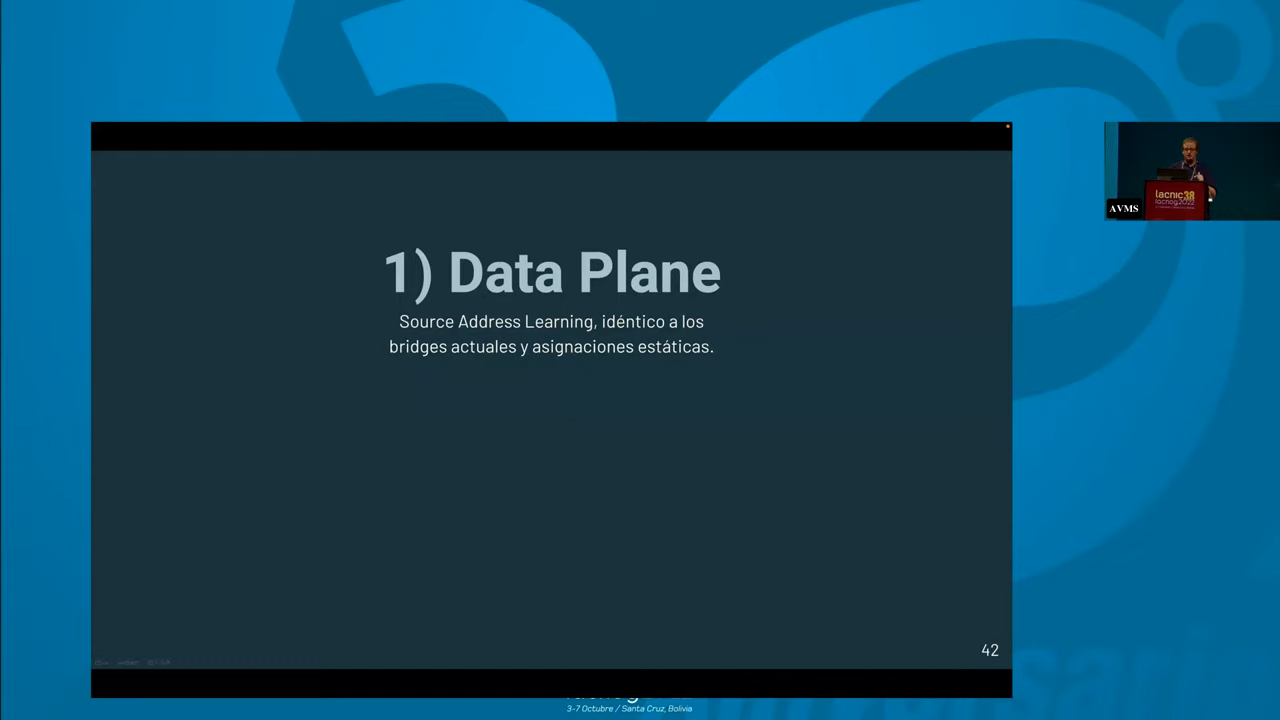 1) Data Plane
Source Address Learning, idéntico a los
bridges actuales y asignaciones estáticas.
42
AVMS
lacnic38
lacnog2022
3-7 Octubre / Santa Cruz, Bolivia